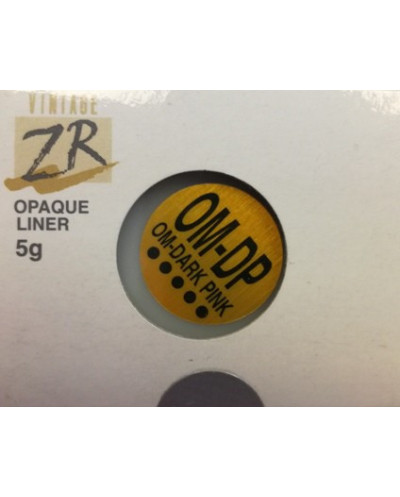 VINTAGE
ZR
OPAQUE
LINER
5g
OM-DP
OM-DARK PINK